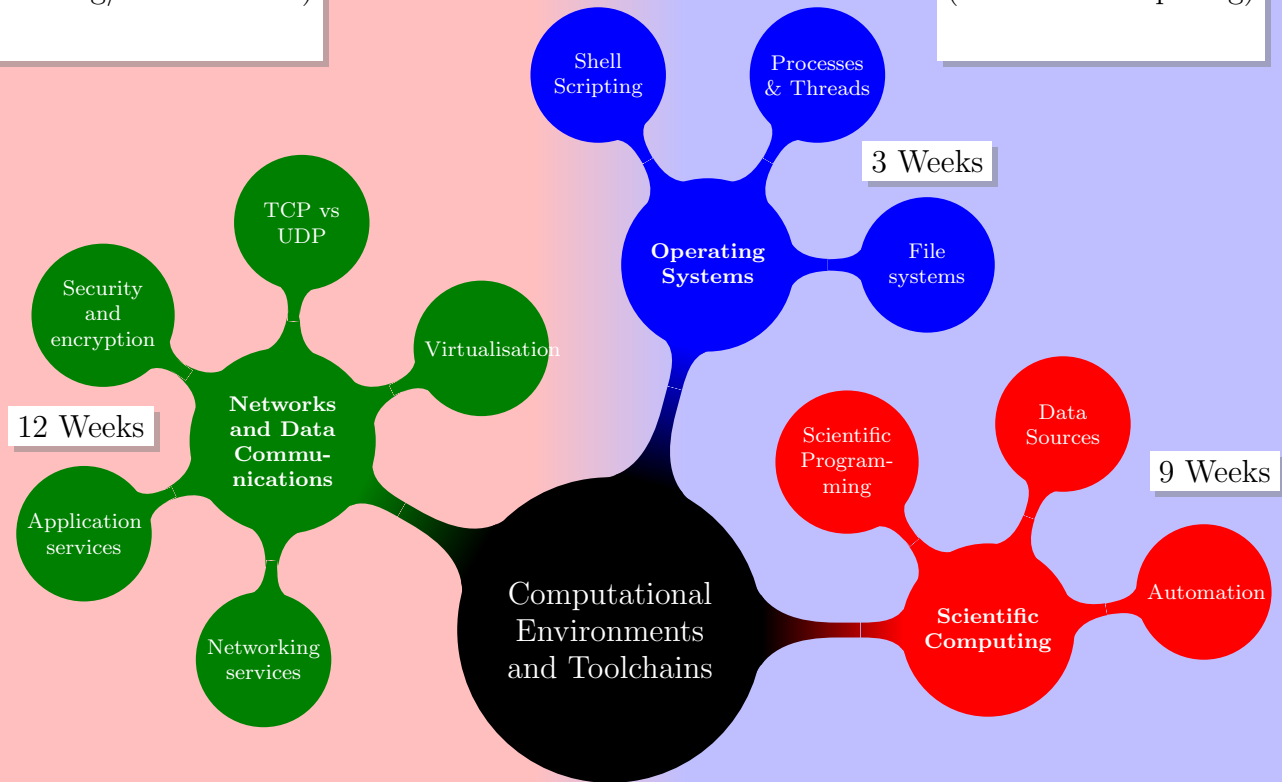 Shell
Scripting
Processes
& Threads
3 Weeks
Operating
Systems
File
systems
TCP vs
UDP
Security
and
encryption
Virtualisation
Networks
and Data
Commu-
nications
12 Weeks
Application
services
Networking
services
Scientific
Program-
ming
Data
Sources
9 Weeks
Automation
Scientific
Computing
Computational
Environments
and Toolchains